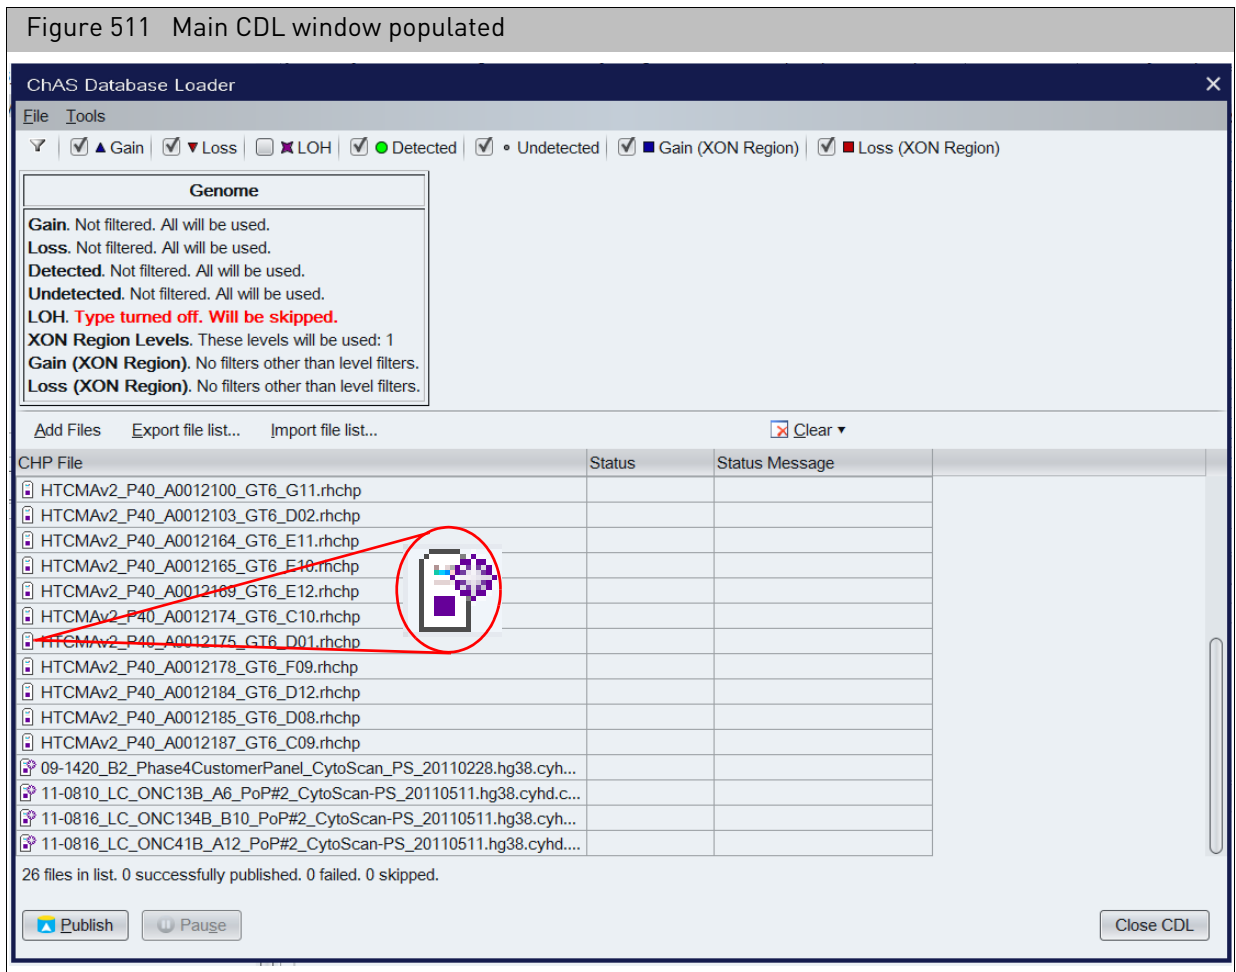 Figure 511 Main CDL window populated
ChAS Database Loader
File Tools
Gain Loss LOH Detected Undetected Gain (XON Region) Loss (XON Region)
Genome
Gain. Not filtered. All will be used.
Loss. Not filtered. All will be used.
Detected. Not filtered. All will be used.
Undetected. Not filtered. All will be used.
LOH. Type turned off. Will be skipped.
XON Region Levels. These levels will be used: 1
Gain (XON Region). No filters other than level filters.
Loss (XON Region). No filters other than level filters.
Add Files Export file list... Import file list... Clear
CHP File Status Status Message
HTCMAv2_P40_A0012100_GT6_G11.rhchp
HTCMAv2_P40_A0012103_GT6_D02.rhchp
HTCMAv2_P40_A0012164_GT6_E11.rhchp
HTCMAv2_P40_A0012165_GT6_E10.rhchp
HTCMAv2_P40_A0012169_GT6_E12.rhchp
HTCMAv2_P40_A0012174_GT6_C10.rhchp
HTCMAv2_P40_A0012175_GT6_D01.rhchp
HTCMAv2_P40_A0012178_GT6_F09.rhchp
HTCMAv2_P40_A0012184_GT6_D12.rhchp
HTCMAv2_P40_A0012185_GT6_D08.rhchp
HTCMAv2_P40_A0012187_GT6_C09.rhchp
09-1420_B2_Phase4CustomerPanel_CytoScan_PS_20110228.hg38.cyh...
11-0810_LC_ONC13B_A6_PoP#2_CytoScan-PS_20110511.hg38.cyhd.c...
11-0816_LC_ONC134B_B10_PoP#2_CytoScan-PS_20110511.hg38.cyh...
11-0816_LC_ONC41B_A12_PoP#2_CytoScan-PS_20110511.hg38.cyhd....
26 files in list. 0 successfully published. 0 failed. 0 skipped.
Publish Pause Close CDL